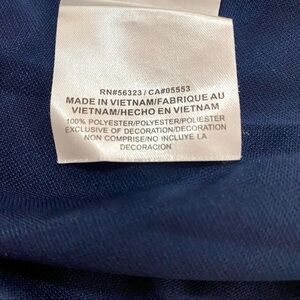 RN#56323 / CA#05553
MADE IN VIETNAM/FABRIQUE AU
VIETNAM/HECHO EN VIETNAM
100% POLYESTER/POLYESTER/POLIESTER
EXCLUSIVE OF DECORATION/DECORATION
NON COMPRISE/NO INCLUYE LA
DECORACION